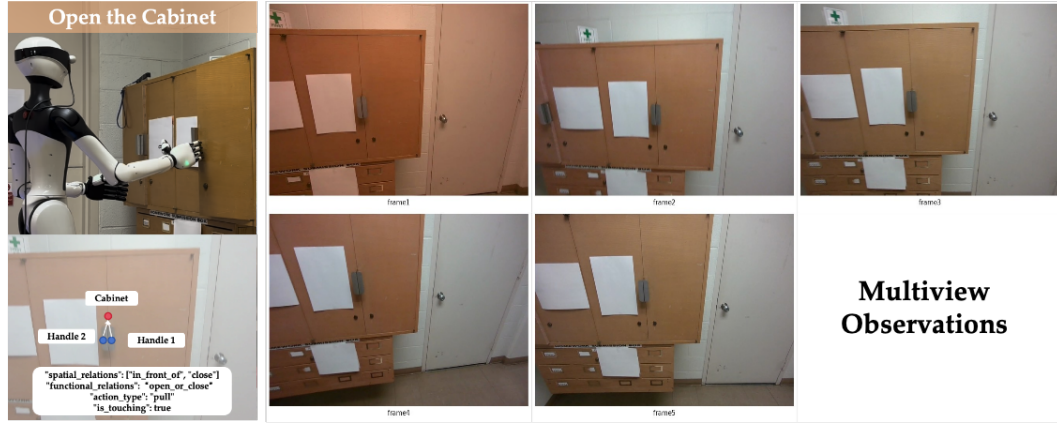 Open the Cabinet
Cabinet
Handle 2
Handle 1
"spatial_relations": ["in_front_of", "close"]
"functional_relations": "open_or_close"
"action_type": "pull"
"is_touching": true
frame1
frame2
frame3
frame4
frame5
Multiview
Observations